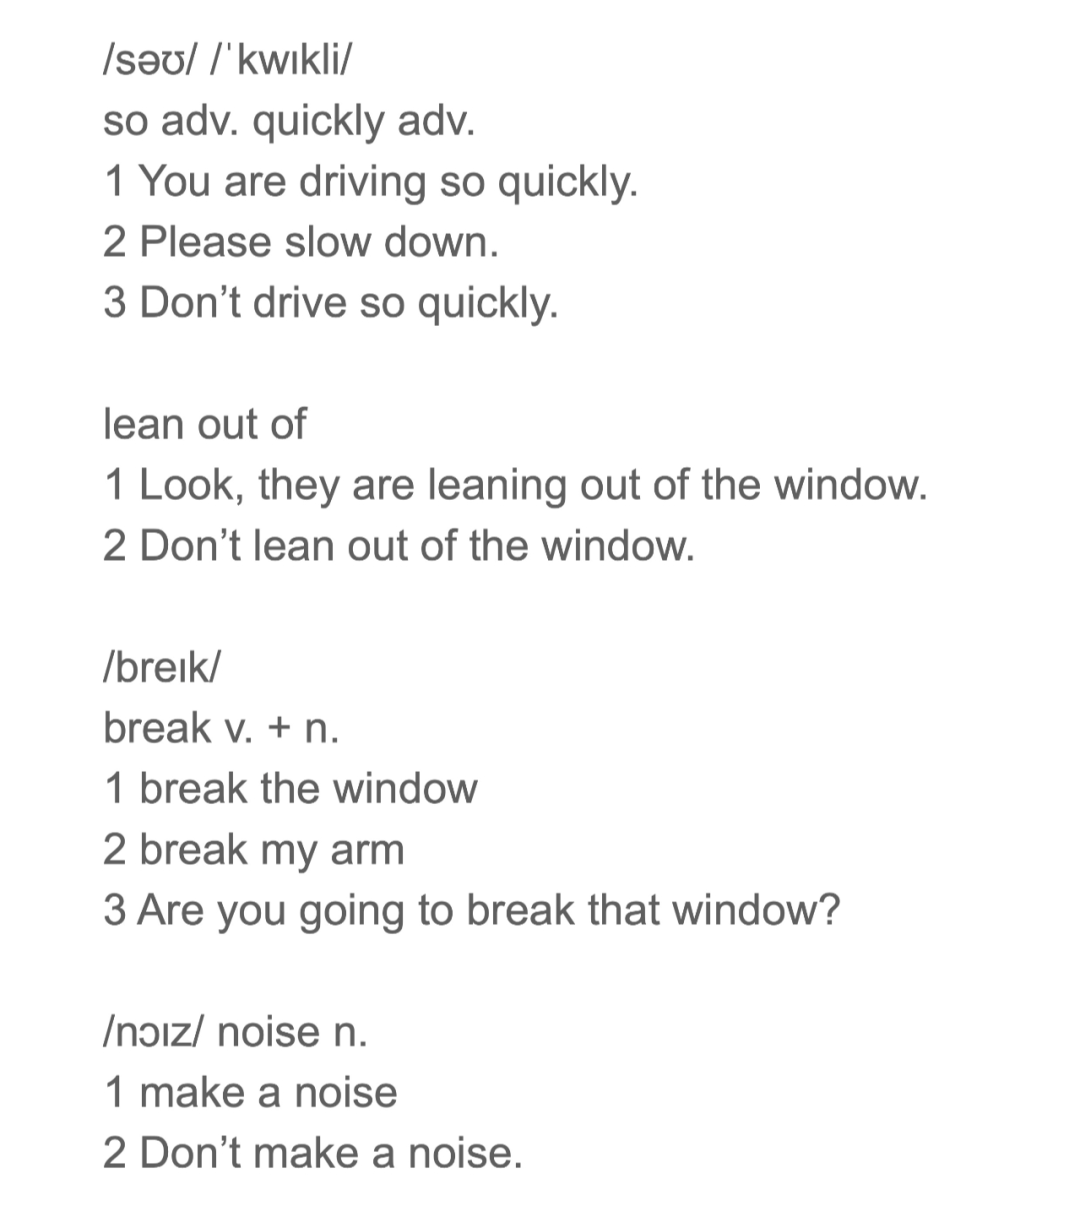 /səʊ/ /ˈkwɪkli/
so adv. quickly adv.
1 You are driving so quickly.
2 Please slow down.
3 Don’t drive so quickly.
lean out of
1 Look, they are leaning out of the window.
2 Don’t lean out of the window.
/breɪk/
break v. + n.
1 break the window
2 break my arm
3 Are you going to break that window?
/nɔɪz/ noise n.
1 make a noise
2 Don’t make a noise.